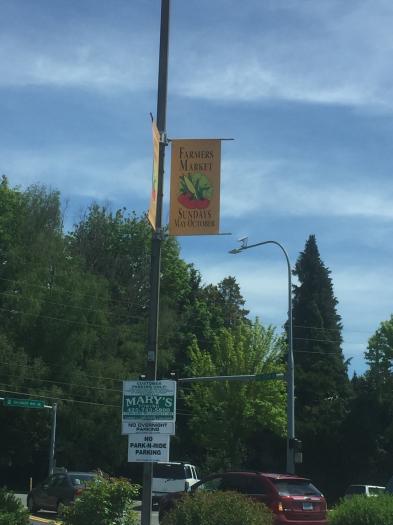 FARMERS
MARKET
SUNDAYS
MAY-OCTOBER
CUSTOMER
PARKING ONLY
MARY'S
NO OVERNIGHT
PARKING
NO
PARK-N-RIDE
PARKING